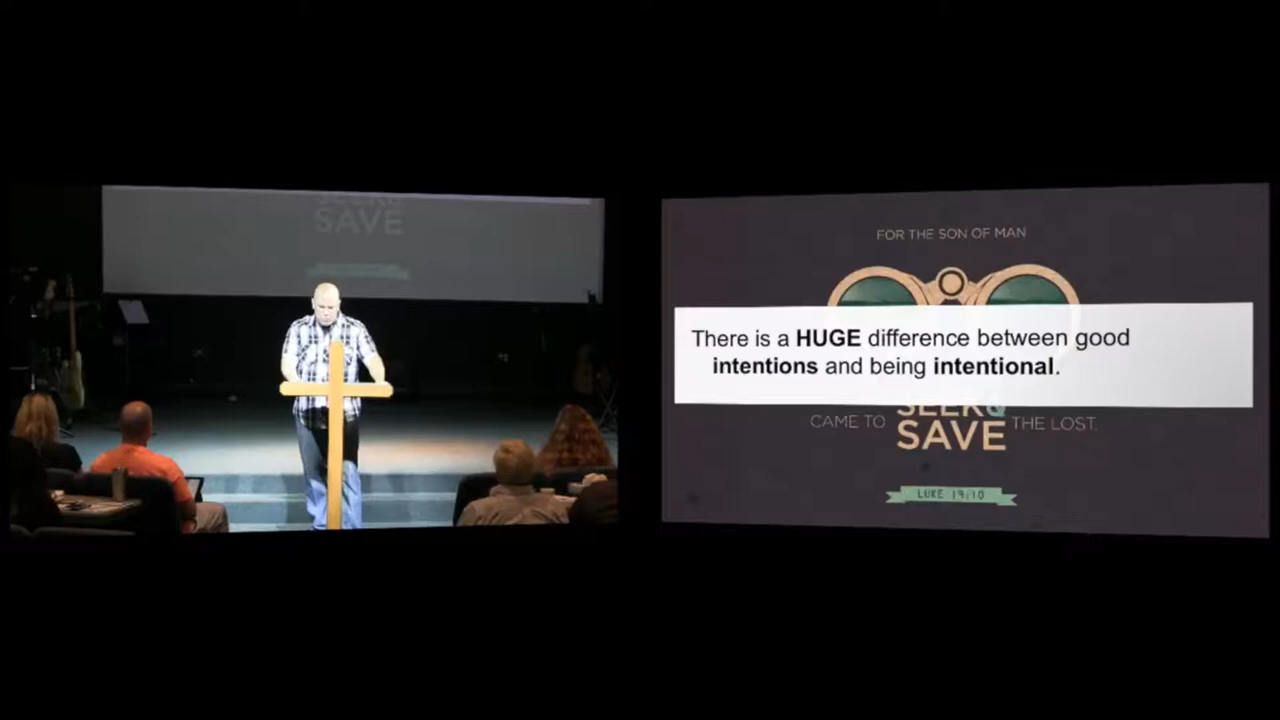 SAVE
FOR THE SON OF MAN
There is a HUGE difference between good
intentions and being intentional.
SEEK &
CAME TO SAVE THE LOST.
LUKE 19:10